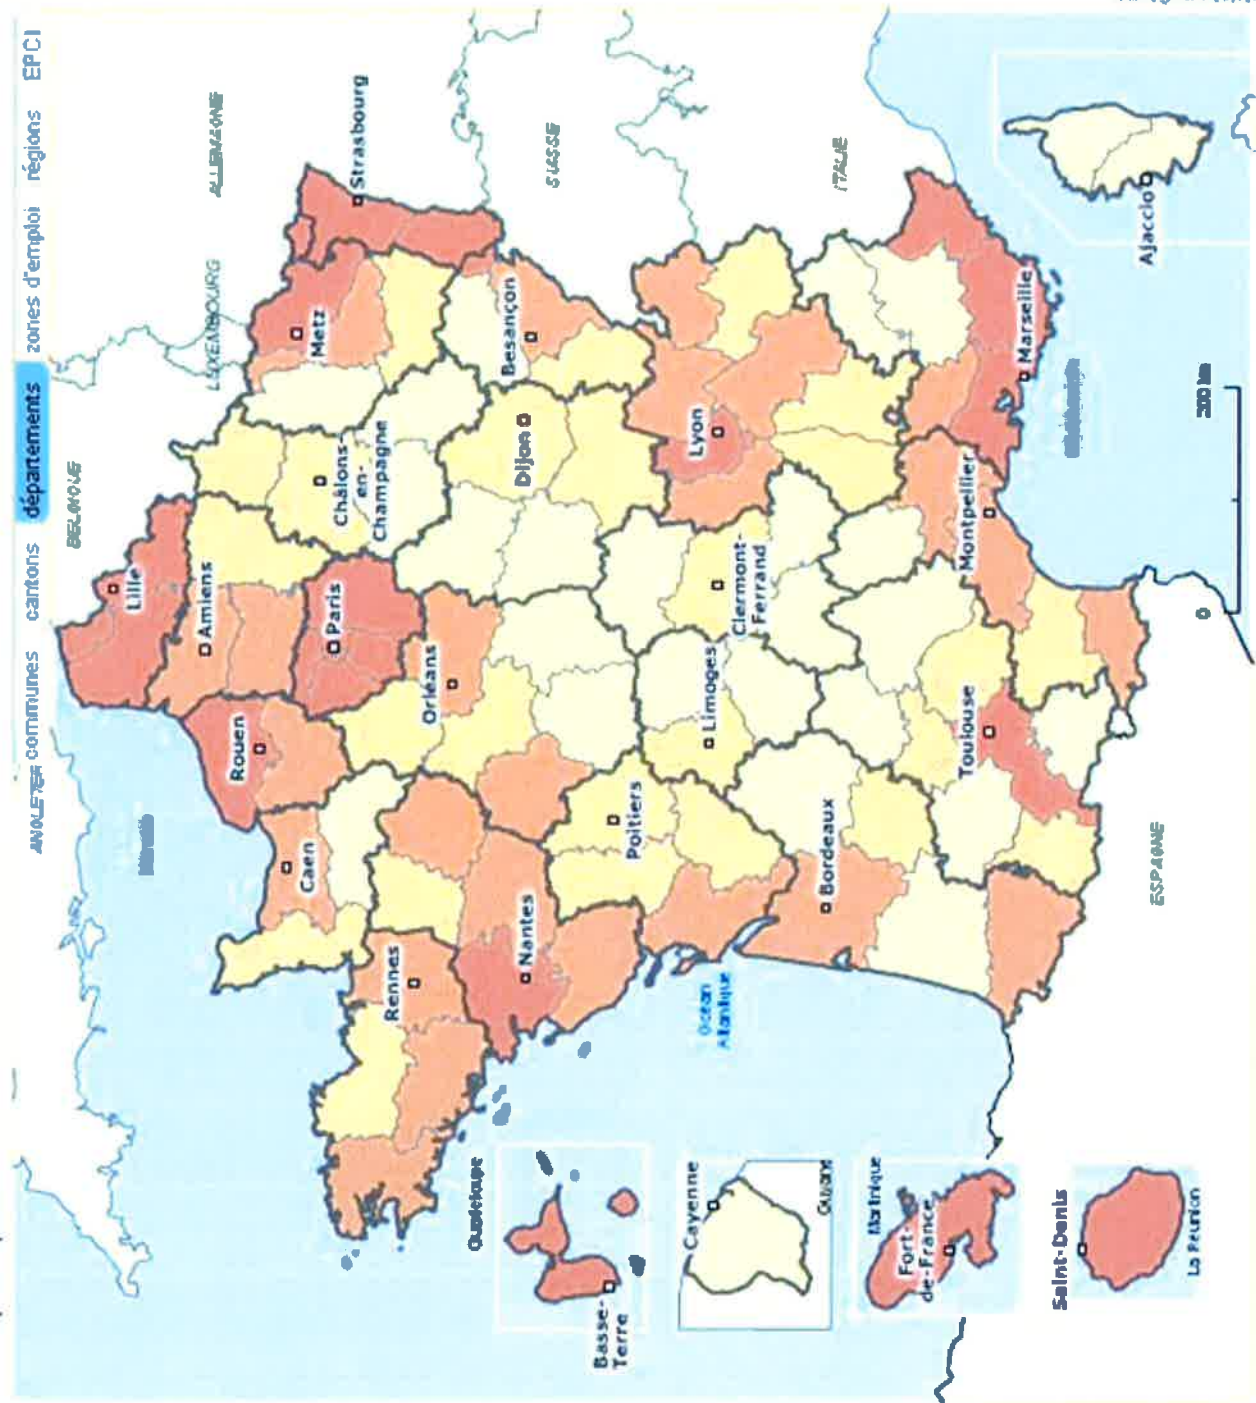 communes cantons départements zones d'emploi régions EPCI
BELGIQUE
LUXEMBOURG
ALLEMAGNE
SUISSE
ITALIE
ESPAGNE
Lille
Amiens
Rouen
Caen
Paris
Châlons-
en-
Champagne
Metz
Strasbourg
Rennes
Orléans
Nantes
Dijon
Besançon
Poitiers
Limoges
Clermont-
Ferrand
Lyon
Bordeaux
Toulouse
Montpellier
Marseille
Ajaccio
Océan
Atlantique
0 200 km
Guadeloupe
Basse-
Terre
Cayenne
Guyane
Martinique
Fort-
de-France
Saint-Denis
La Réunion